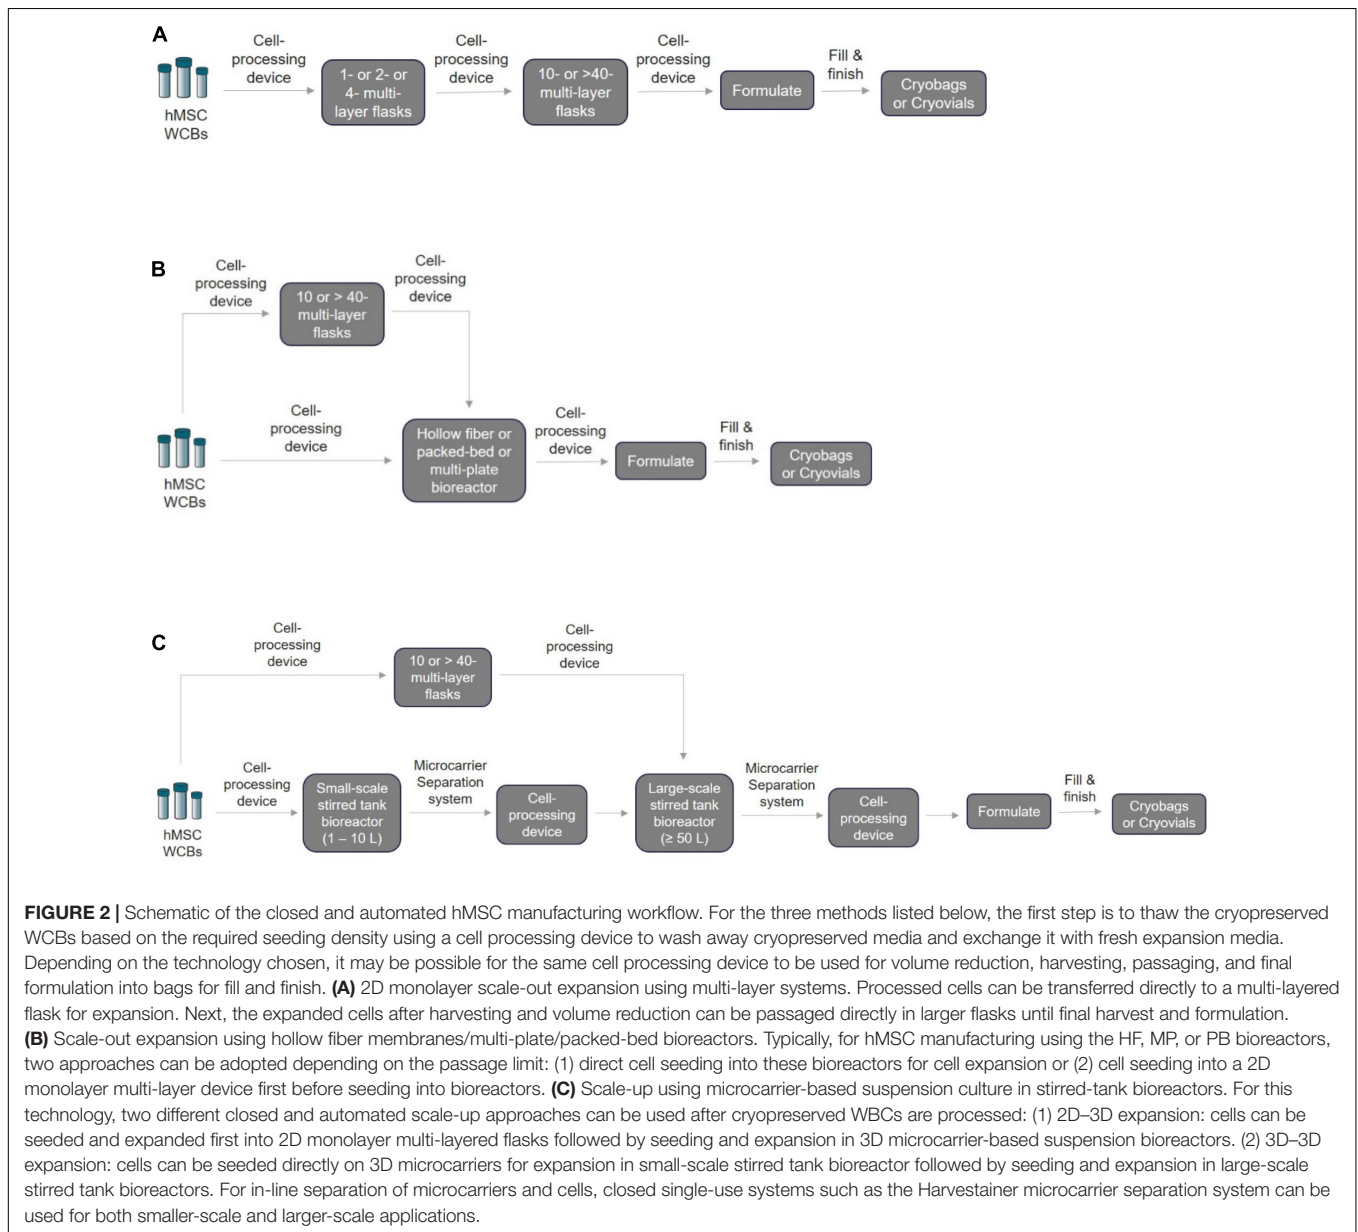 A
Cell-
processing
device
Cell-
processing
device
Cell-
processing
device
Fill &
finish
hMSC
WCBs
1- or 2- or
4- multi-
layer flasks
10- or >40-
multi-layer
flasks
Formulate
Cryobags
or Cryovials
B
Cell-
processing
device
10 or > 40-
multi-layer
flasks
Cell-
processing
device
hMSC
WCBs
Cell-
processing
device
Hollow fiber or
packed-bed or
multi-plate
bioreactor
Cell-
processing
device
Formulate
Fill &
finish
Cryobags
or Cryovials
C
Cell-
processing
device
10 or > 40-
multi-layer
flasks
Cell-
processing
device
hMSC
WCBs
Cell-
processing
device
Small-scale
stirred tank
bioreactor
(1 – 10 L)
Microcarrier
Separation
system
Cell-
processing
device
Large-scale
stirred tank
bioreactor
(≥ 50 L)
Microcarrier
Separation
system
Cell-
processing
device
Formulate
Fill &
finish
Cryobags
or Cryovials
FIGURE 2 | Schematic of the closed and automated hMSC manufacturing workflow. For the three methods listed below, the first step is to thaw the cryopreserved
WCBs based on the required seeding density using a cell processing device to wash away cryopreserved media and exchange it with fresh expansion media.
Depending on the technology chosen, it may be possible for the same cell processing device to be used for volume reduction, harvesting, passaging, and final
formulation into bags for fill and finish. (A) 2D monolayer scale-out expansion using multi-layer systems. Processed cells can be transferred directly to a multi-layered
flask for expansion. Next, the expanded cells after harvesting and volume reduction can be passaged directly in larger flasks until final harvest and formulation.
(B) Scale-out expansion using hollow fiber membranes/multi-plate/packed-bed bioreactors. Typically, for hMSC manufacturing using the HF, MP, or PB bioreactors,
two approaches can be adopted depending on the passage limit: (1) direct cell seeding into these bioreactors for cell expansion or (2) cell seeding into a 2D
monolayer multi-layer device first before seeding into bioreactors. (C) Scale-up using microcarrier-based suspension culture in stirred-tank bioreactors. For this
technology, two different closed and automated scale-up approaches can be used after cryopreserved WBCs are processed: (1) 2D–3D expansion: cells can be
seeded and expanded first into 2D monolayer multi-layered flasks followed by seeding and expansion in 3D microcarrier-based suspension bioreactors. (2) 3D–3D
expansion: cells can be seeded directly on 3D microcarriers for expansion in small-scale stirred tank bioreactor followed by seeding and expansion in large-scale
stirred tank bioreactors. For in-line separation of microcarriers and cells, closed single-use systems such as the Harvestainer microcarrier separation system can be
used for both smaller-scale and larger-scale applications.